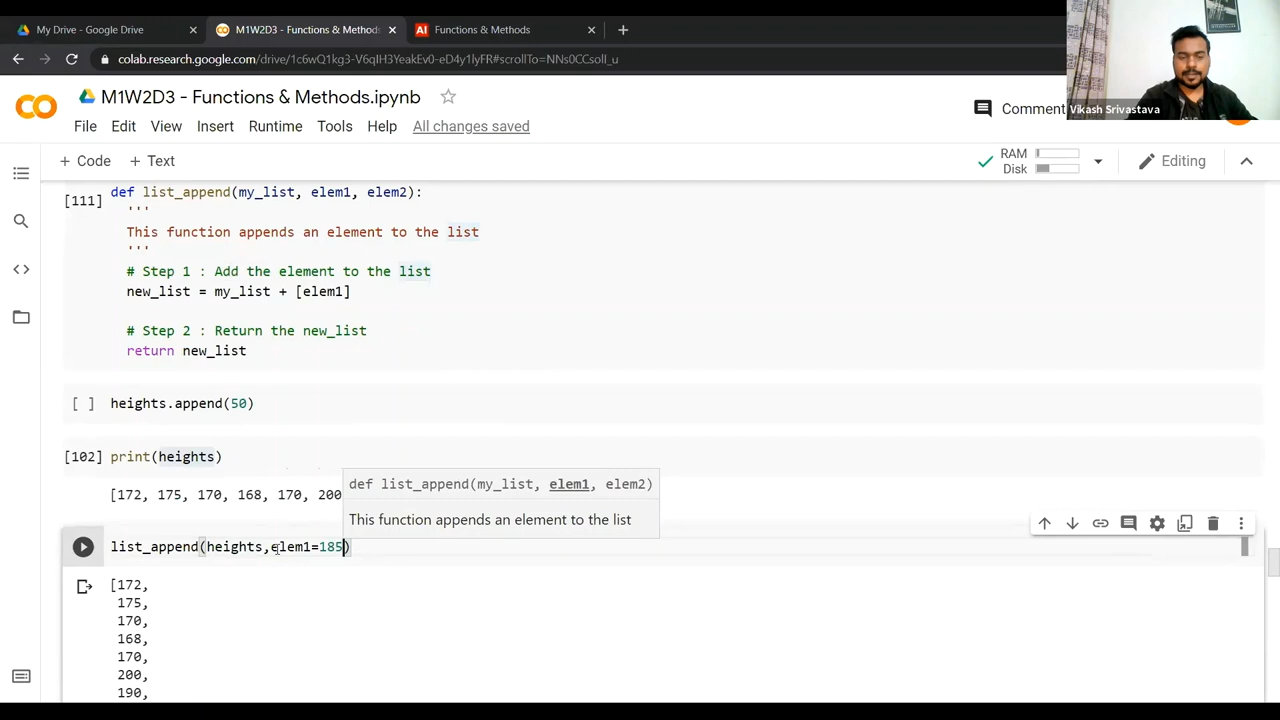 My Drive - Google Drive
M1W2D3 - Functions & Methods
AI Functions & Methods
colab.research.google.com/drive/1c6wQ1kg3-V6qIH3YeakEv0-eD4y1lyFR#scrollTo=NNs0CCsoll_u
CO
M1W2D3 - Functions & Methods.ipynb
File Edit View Insert Runtime Tools Help All changes saved
Comment
Vikash Srivastava
+ Code + Text
RAM
Disk
Editing
[111] def list_append(my_list, elem1, elem2):
'''
This function appends an element to the list
'''
# Step 1 : Add the element to the list
new_list = my_list + [elem1]
# Step 2 : Return the new_list
return new_list
[ ] heights.append(50)
[102] print(heights)
[172, 175, 170, 168, 170, 200
def list_append(my_list, elem1, elem2)
This function appends an element to the list
list_append(heights,elem1=185)
[172,
175,
170,
168,
170,
200,
190,